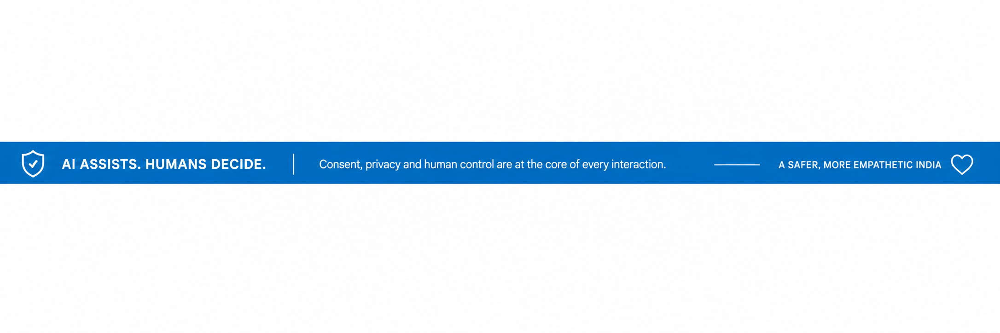 AI ASSISTS. HUMANS DECIDE.
Consent, privacy and human control are at the core of every interaction.
A SAFER, MORE EMPATHETIC INDIA